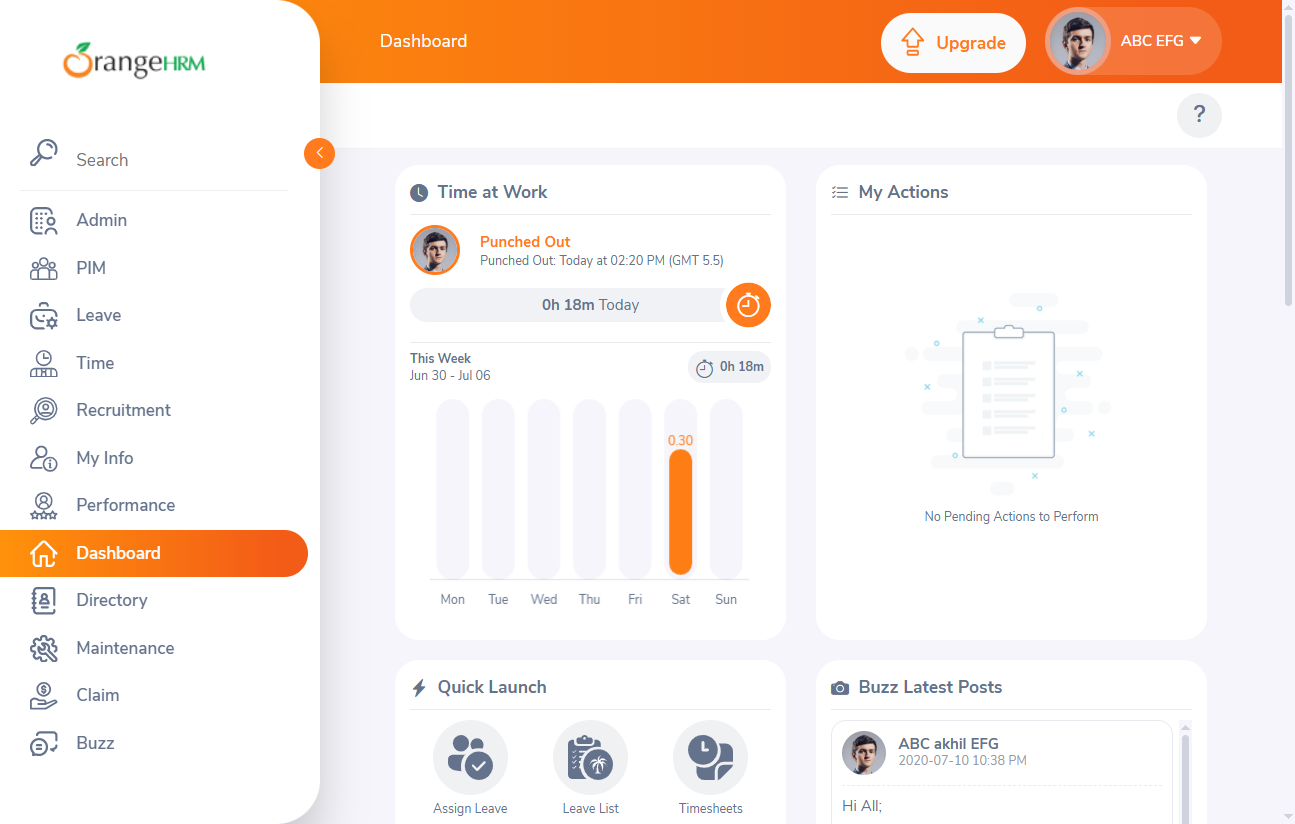 OrangeHRM
Dashboard
Upgrade
ABC EFG
?
Search
Admin
PIM
Leave
Time
Recruitment
My Info
Performance
Dashboard
Directory
Maintenance
Claim
Buzz
Time at Work
Punched Out
Punched Out: Today at 02:20 PM (GMT 5.5)
0h 18m Today
This Week
Jun 30 - Jul 06
0h 18m
0.30
Mon Tue Wed Thu Fri Sat Sun
My Actions
No Pending Actions to Perform
Quick Launch
Assign Leave
Leave List
Timesheets
Buzz Latest Posts
ABC akhil EFG
2020-07-10 10:38 PM
Hi All;